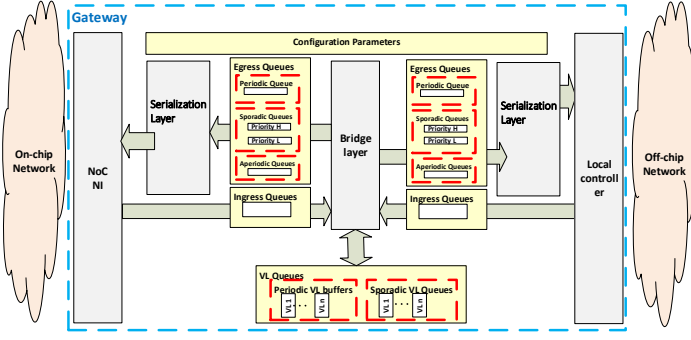 Gateway
Configuration Parameters
On-chip
Network
NoC
NI
Serialization
Layer
Egress Queues
Periodic Queue
Sporadic Queues
Priority H
Priority L
Aperiodic Queues
Ingress Queues
Bridge
layer
Egress Queues
Periodic Queue
Sporadic Queues
Priority H
Priority L
Aperiodic Queues
Ingress Queues
Serialization
Layer
Local
controll
er
Off-chip
Network
VL Queues
Periodic VL buffers
VL 1
..
VL n
Sporadic VL Queues
VL 1
...
VL n